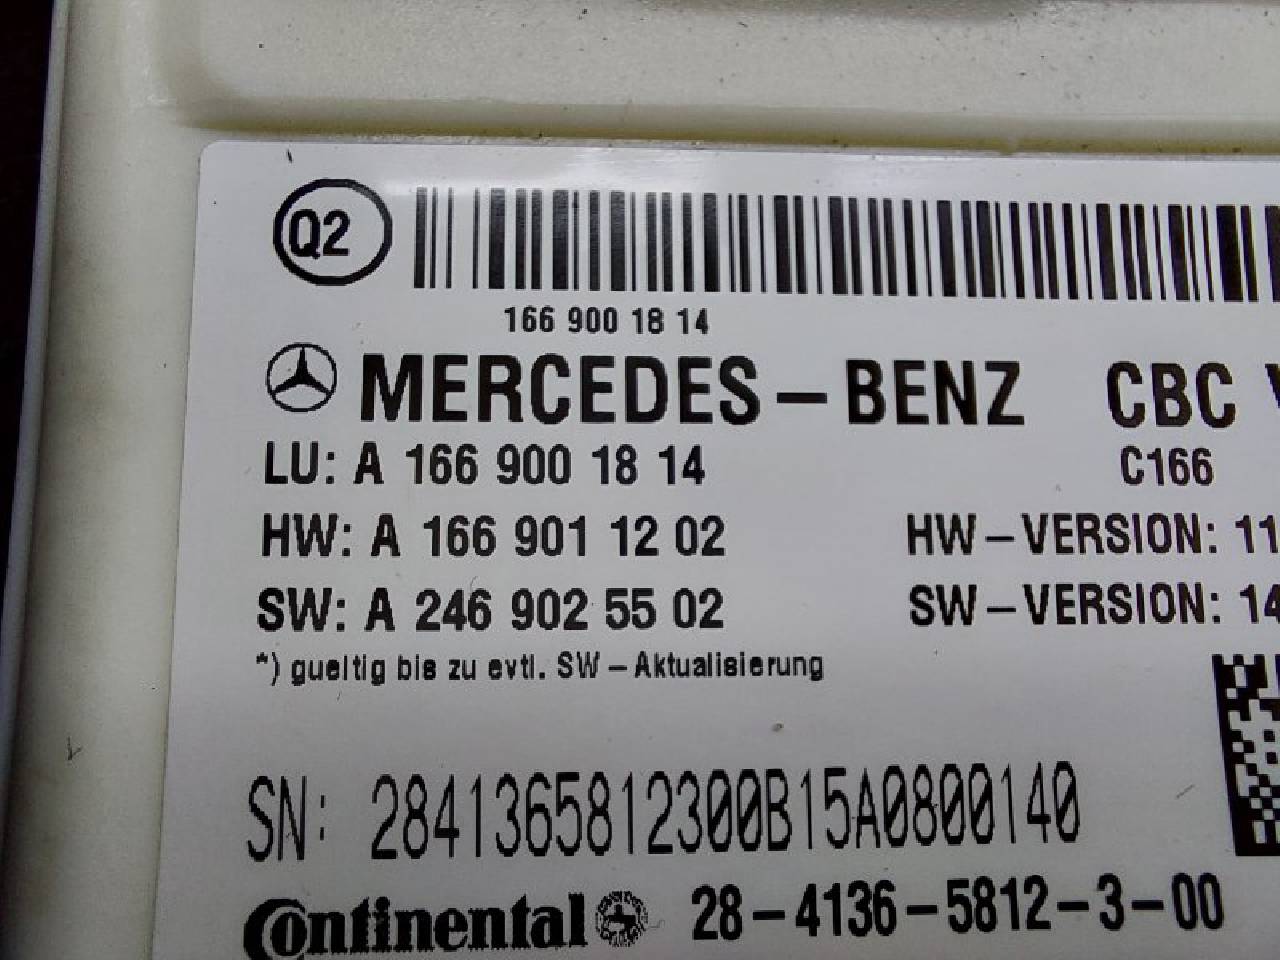 Q2
166 900 18 14
MERCEDES-BENZ CBC
LU: A 166 900 18 14 C166
HW: A 166 901 12 02 HW-VERSION: 11
SW: A 246 902 55 02 SW-VERSION: 14
*) gueltig bis zu evtl. SW-Aktualisierung
SN: 2841365812300B15A0800140
Continental 28-4136-5812-3-00